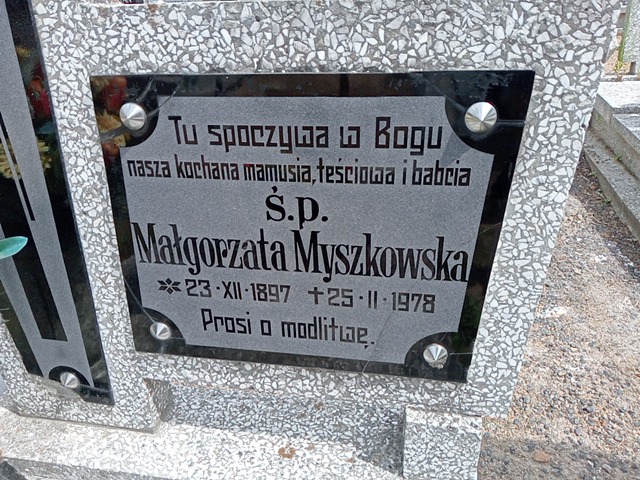 Tu spoczywa w Bogu
nasza kochana mamusia, teściowa i babcia
ś.p.
Małgorzata Myszkowska
23·XII·1897 +25·II·1978
Prosi o modlitwę.